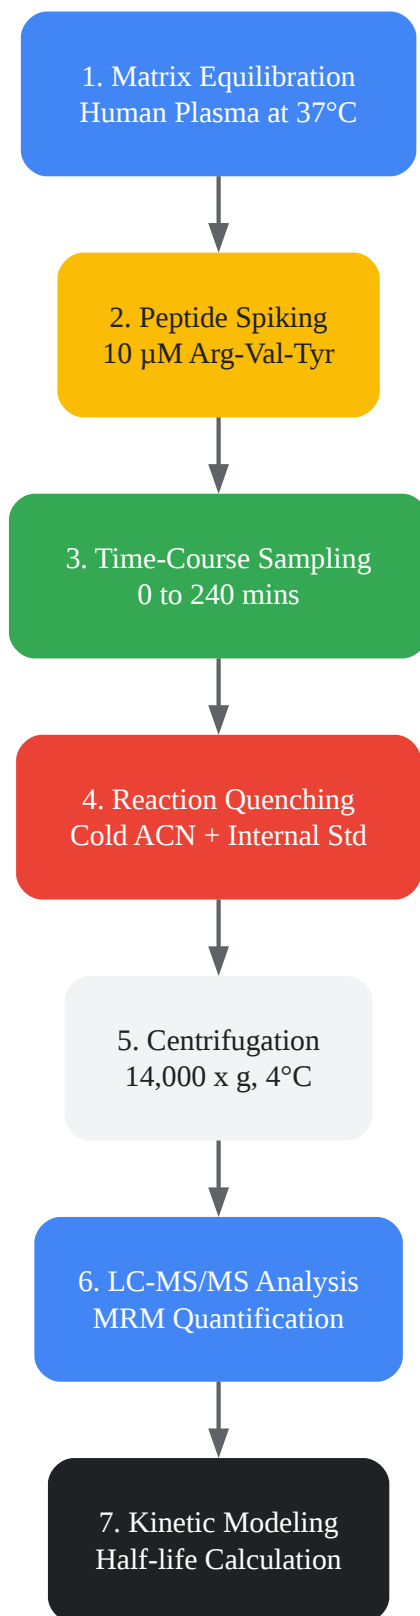 1. Matrix Equilibration
Human Plasma at 37°C
2. Peptide Spiking
10 µM Arg-Val-Tyr
3. Time-Course Sampling
0 to 240 mins
4. Reaction Quenching
Cold ACN + Internal Std
5. Centrifugation
14,000 x g, 4°C
6. LC-MS/MS Analysis
MRM Quantification
7. Kinetic Modeling
Half-life Calculation